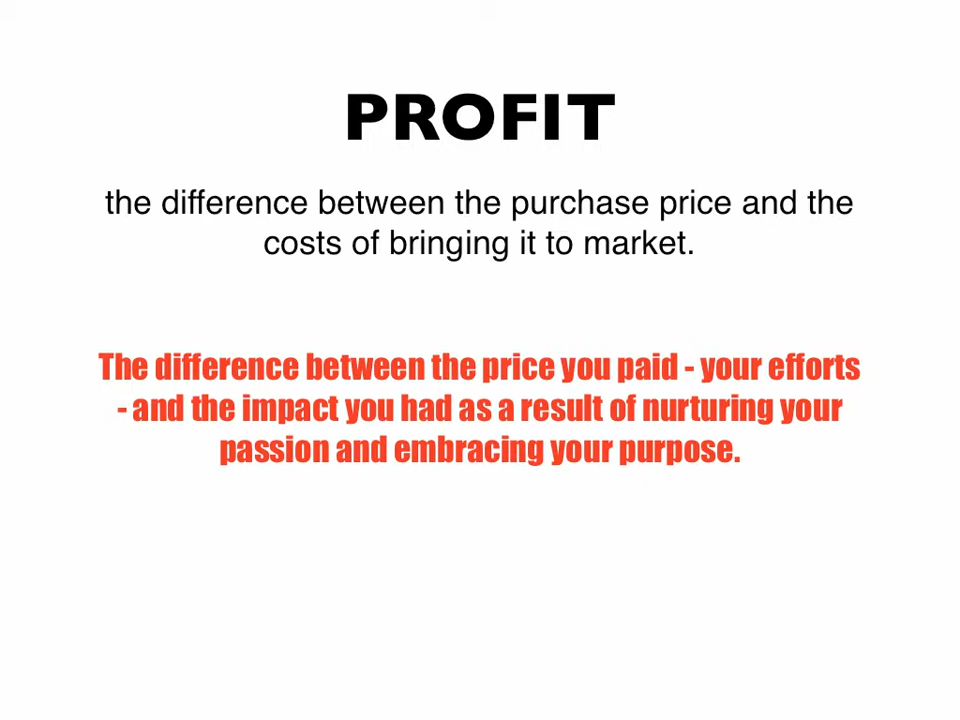 PROFIT
the difference between the purchase price and the
costs of bringing it to market.
The difference between the price you paid - your efforts
- and the impact you had as a result of nurturing your
passion and embracing your purpose.